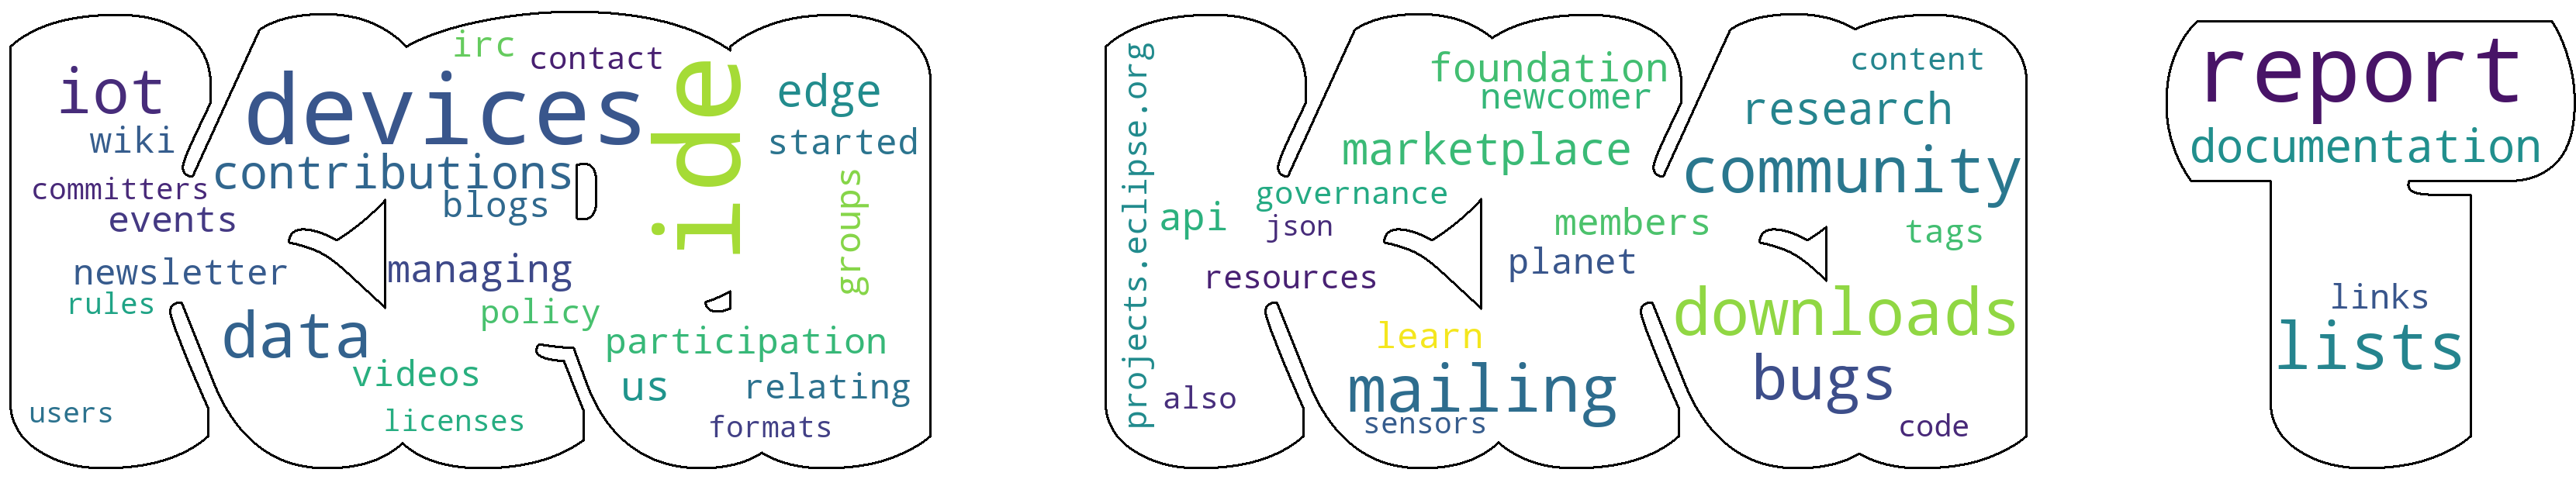 irc
contact
iot
devices
ide
edge
wiki
started
contributions
committers
blogs
events
groups
newsletter
managing
rules
policy
data
participation
videos
us
relating
users
licenses
formats
projects.eclipse.org
foundation
newcomer
content
research
marketplace
community
governance
api
json
members
tags
planet
resources
downloads
learn
mailing
bugs
also
sensors
code
report
documentation
links
lists